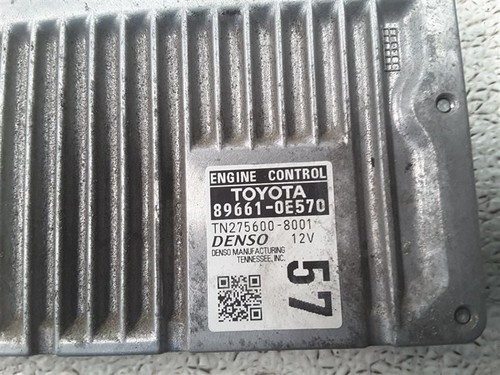 ENGINE CONTROL
TOYOTA
89661-0E570
TN275600-8001
DENSO 12V
DENSO MANUFACTURING
TENNESSEE, INC.
57